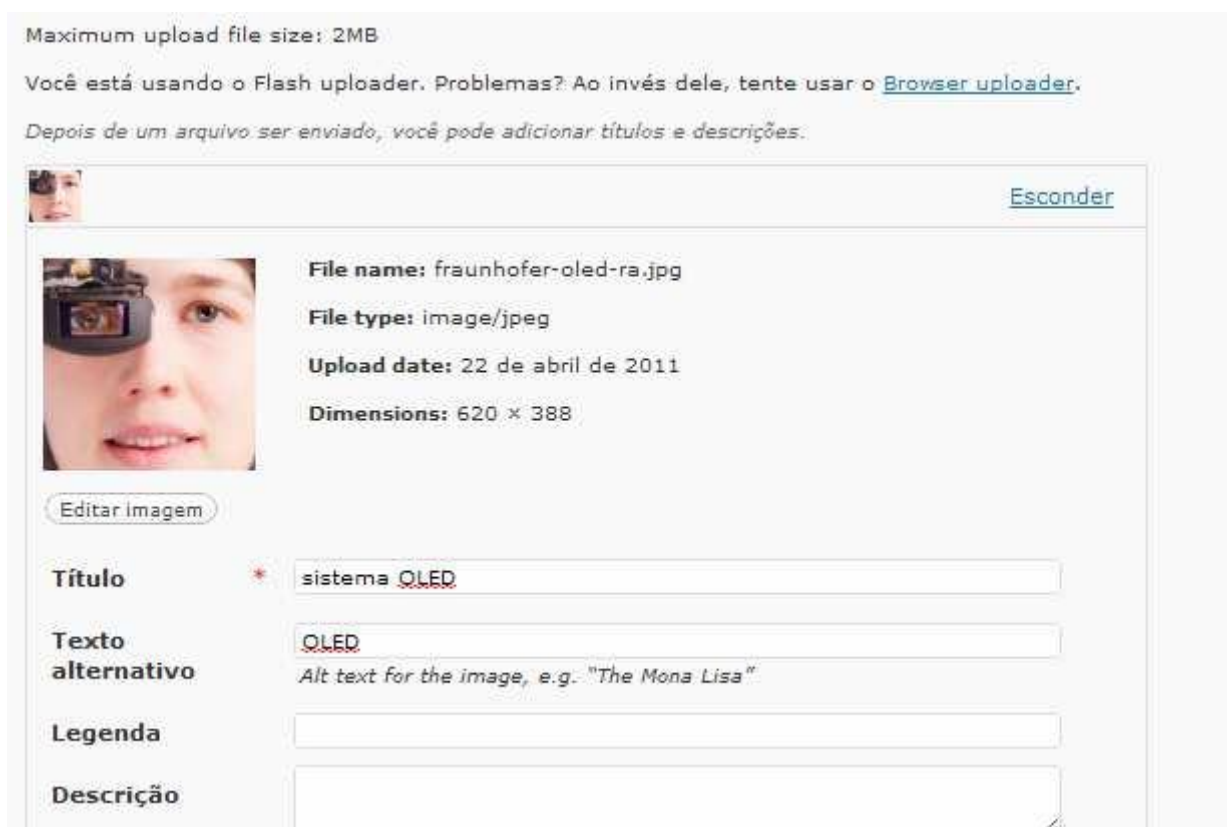 Maximum upload file size: 2MB
Você está usando o Flash uploader. Problemas? Ao invés dele, tente usar o Browser uploader.
Depois de um arquivo ser enviado, você pode adicionar títulos e descrições.
Esconder
File name: fraunhofer-oled-ra.jpg
File type: image/jpeg
Upload date: 22 de abril de 2011
Dimensions: 620 × 388
Editar imagem
Título * sistema OLED
Texto alternativo OLED
Alt text for the image, e.g. "The Mona Lisa"
Legenda
Descrição